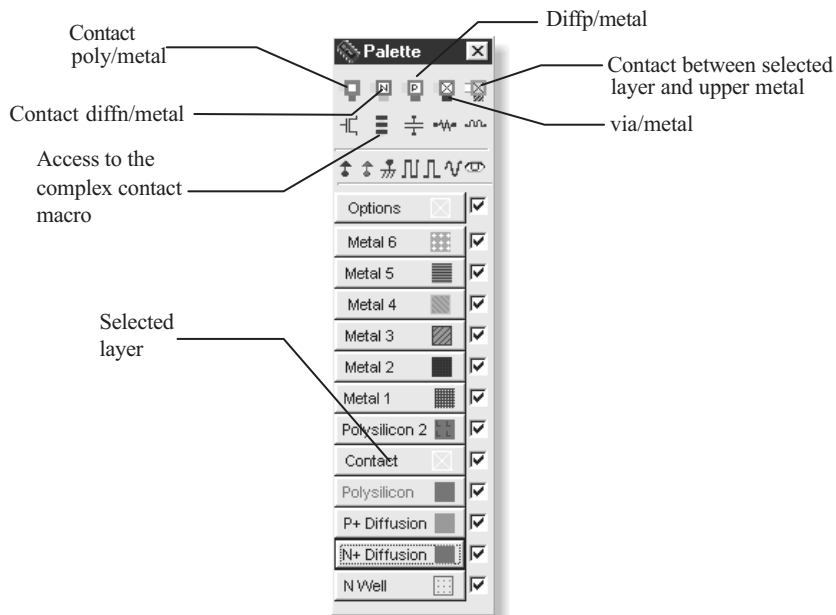 Diffp/metal
Contact
poly/metal
Palette
Contact between selected
layer and upper metal
N
P
Contact diffn/metal
via/metal
Access to the
complex contact
macro
Options
Metal 6
Metal 5
Metal 4
Selected
layer
Metal 3
Metal 2
Metal 1
Polysilicon 2
Contact
Polysilicon
P+ Diffusion
N+ Diffusion
N Well